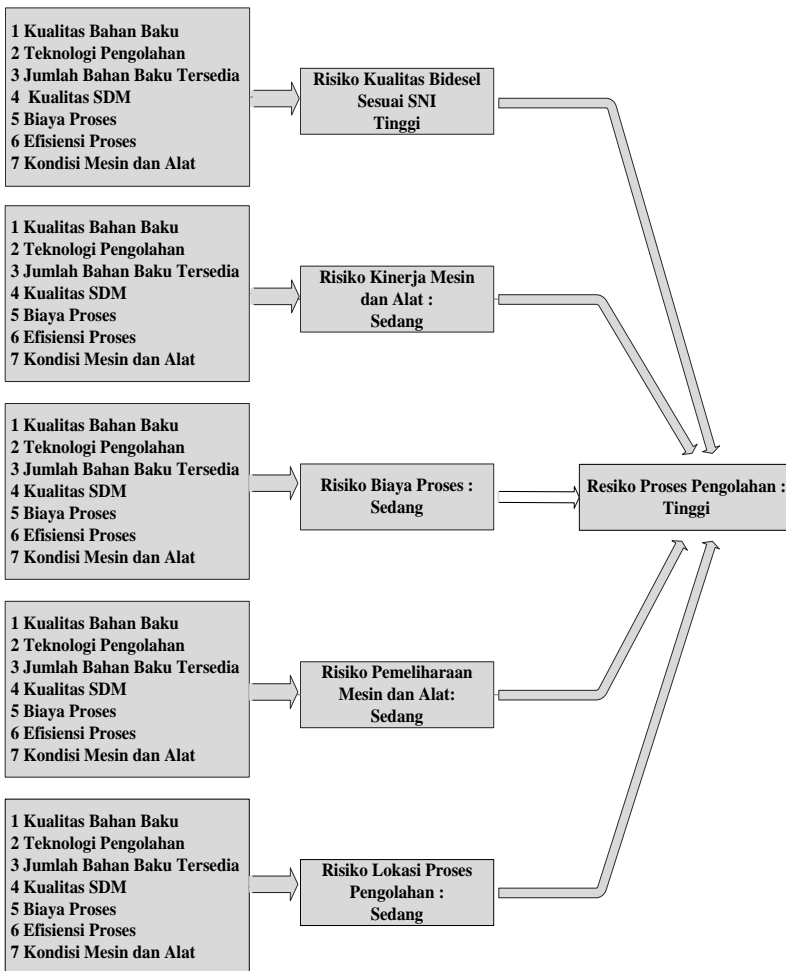 1 Kualitas Bahan Baku
2 Teknologi Pengolahan
3 Jumlah Bahan Baku Tersedia
4 Kualitas SDM
5 Biaya Proses
6 Efisiensi Proses
7 Kondisi Mesin dan Alat
Risiko Kualitas Bidesel
Sesuai SNI
Tinggi
1 Kualitas Bahan Baku
2 Teknologi Pengolahan
3 Jumlah Bahan Baku Tersedia
4 Kualitas SDM
5 Biaya Proses
6 Efisiensi Proses
7 Kondisi Mesin dan Alat
Risiko Kinerja Mesin
dan Alat :
Sedang
1 Kualitas Bahan Baku
2 Teknologi Pengolahan
3 Jumlah Bahan Baku Tersedia
4 Kualitas SDM
5 Biaya Proses
6 Efisiensi Proses
7 Kondisi Mesin dan Alat
Risiko Biaya Proses :
Sedang
Resiko Proses Pengolahan :
Tinggi
1 Kualitas Bahan Baku
2 Teknologi Pengolahan
3 Jumlah Bahan Baku Tersedia
4 Kualitas SDM
5 Biaya Proses
6 Efisiensi Proses
7 Kondisi Mesin dan Alat
Risiko Pemeliharaan
Mesin dan Alat:
Sedang
1 Kualitas Bahan Baku
2 Teknologi Pengolahan
3 Jumlah Bahan Baku Tersedia
4 Kualitas SDM
5 Biaya Proses
6 Efisiensi Proses
7 Kondisi Mesin dan Alat
Risiko Lokasi Proses
Pengolahan :
Sedang